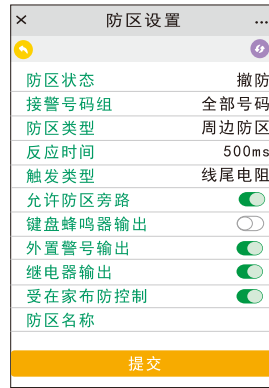 × 防区设置 ...
防区状态 撤防
接警号码组 全部号码
防区类型 周边防区
反应时间 500ms
触发类型 线尾电阻
允许防区旁路
键盘蜂鸣器输出
外置警号输出
继电器输出
受在家布防控制
防区名称
提交